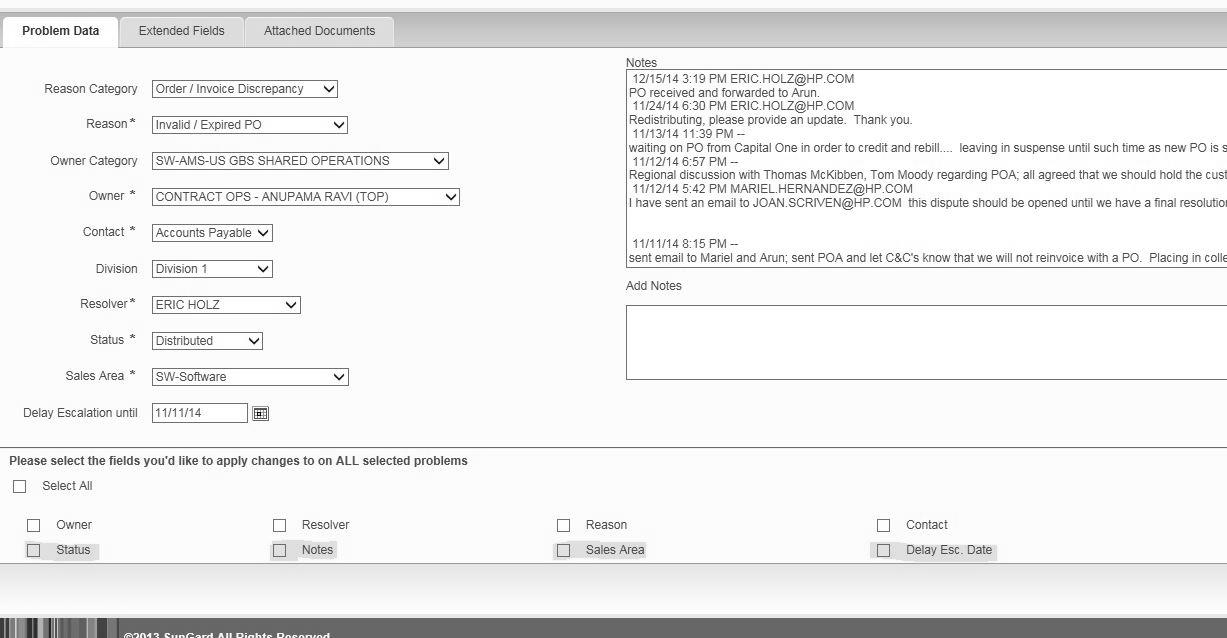 Problem Data Extended Fields Attached Documents
Reason Category Order / Invoice Discrepancy
Reason* Invalid / Expired PO
Owner Category SW-AMS-US GBS SHARED OPERATIONS
Owner * CONTRACT OPS - ANUPAMA RAVI (TOP)
Contact * Accounts Payable
Division Division 1
Resolver* ERIC HOLZ
Status * Distributed
Sales Area * SW-Software
Delay Escalation until 11/11/14
Notes
12/15/14 3:19 PM ERIC.HOLZ@HP.COM
PO received and forwarded to Arun.
11/24/14 6:30 PM ERIC.HOLZ@HP.COM
Redistributing, please provide an update. Thank you.
11/13/14 11:39 PM --
waiting on PO from Capital One in order to credit and rebill.... leaving in suspense until such time as new PO is s
11/12/14 6:57 PM --
Regional discussion with Thomas McKibben, Tom Moody regarding POA; all agreed that we should hold the cust
11/12/14 5:42 PM MARIEL.HERNANDEZ@HP.COM
I have sent an email to JOAN.SCRIVEN@HP.COM this dispute should be opened until we have a final resolution
11/11/14 8:15 PM --
sent email to Mariel and Arun; sent POA and let C&C's know that we will not reinvoice with a PO. Placing in colle
Add Notes
Please select the fields you'd like to apply changes to on ALL selected problems
Select All
Owner Resolver Reason Contact
Status Notes Sales Area Delay Esc. Date
©2013 SunGard All Rights Reserved